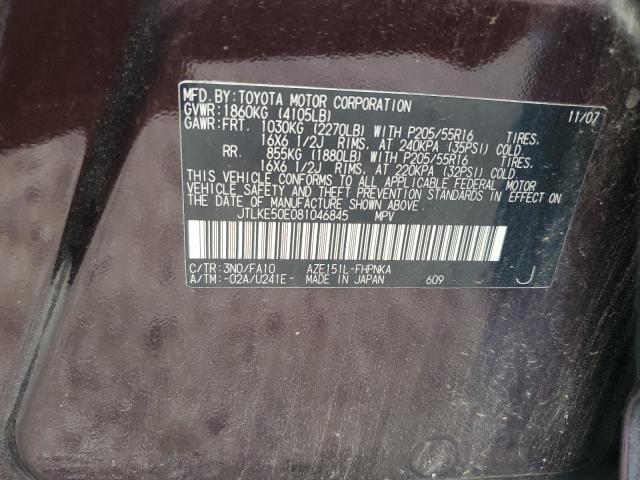 MFD. BY: TOYOTA MOTOR CORPORATION 11/07
GVWR: 1860KG (4105LB)
GAWR: FRT. 1030KG (2270LB) WITH P205/55R16 TIRES.
16X6 1/2J RIMS, AT 240KPA (35PSI) COLD
RR. 855KG (1880LB) WITH P205/55R16 TIRES.
16X6 1/2J RIMS, AT 220KPA (32PSI) COLD
THIS VEHICLE CONFORMS TO ALL APPLICABLE FEDERAL MOTOR
VEHICLE SAFETY AND THEFT PREVENTION STANDARDS IN EFFECT ON
THE DATE OF MANUFACTURE SHOWN ABOVE.
JTLKE50E081046845 MPV
C/TR: 3N0/FA10 AZE151L-FHPNKA
A/TM: -02A/U241E- MADE IN JAPAN 609 J